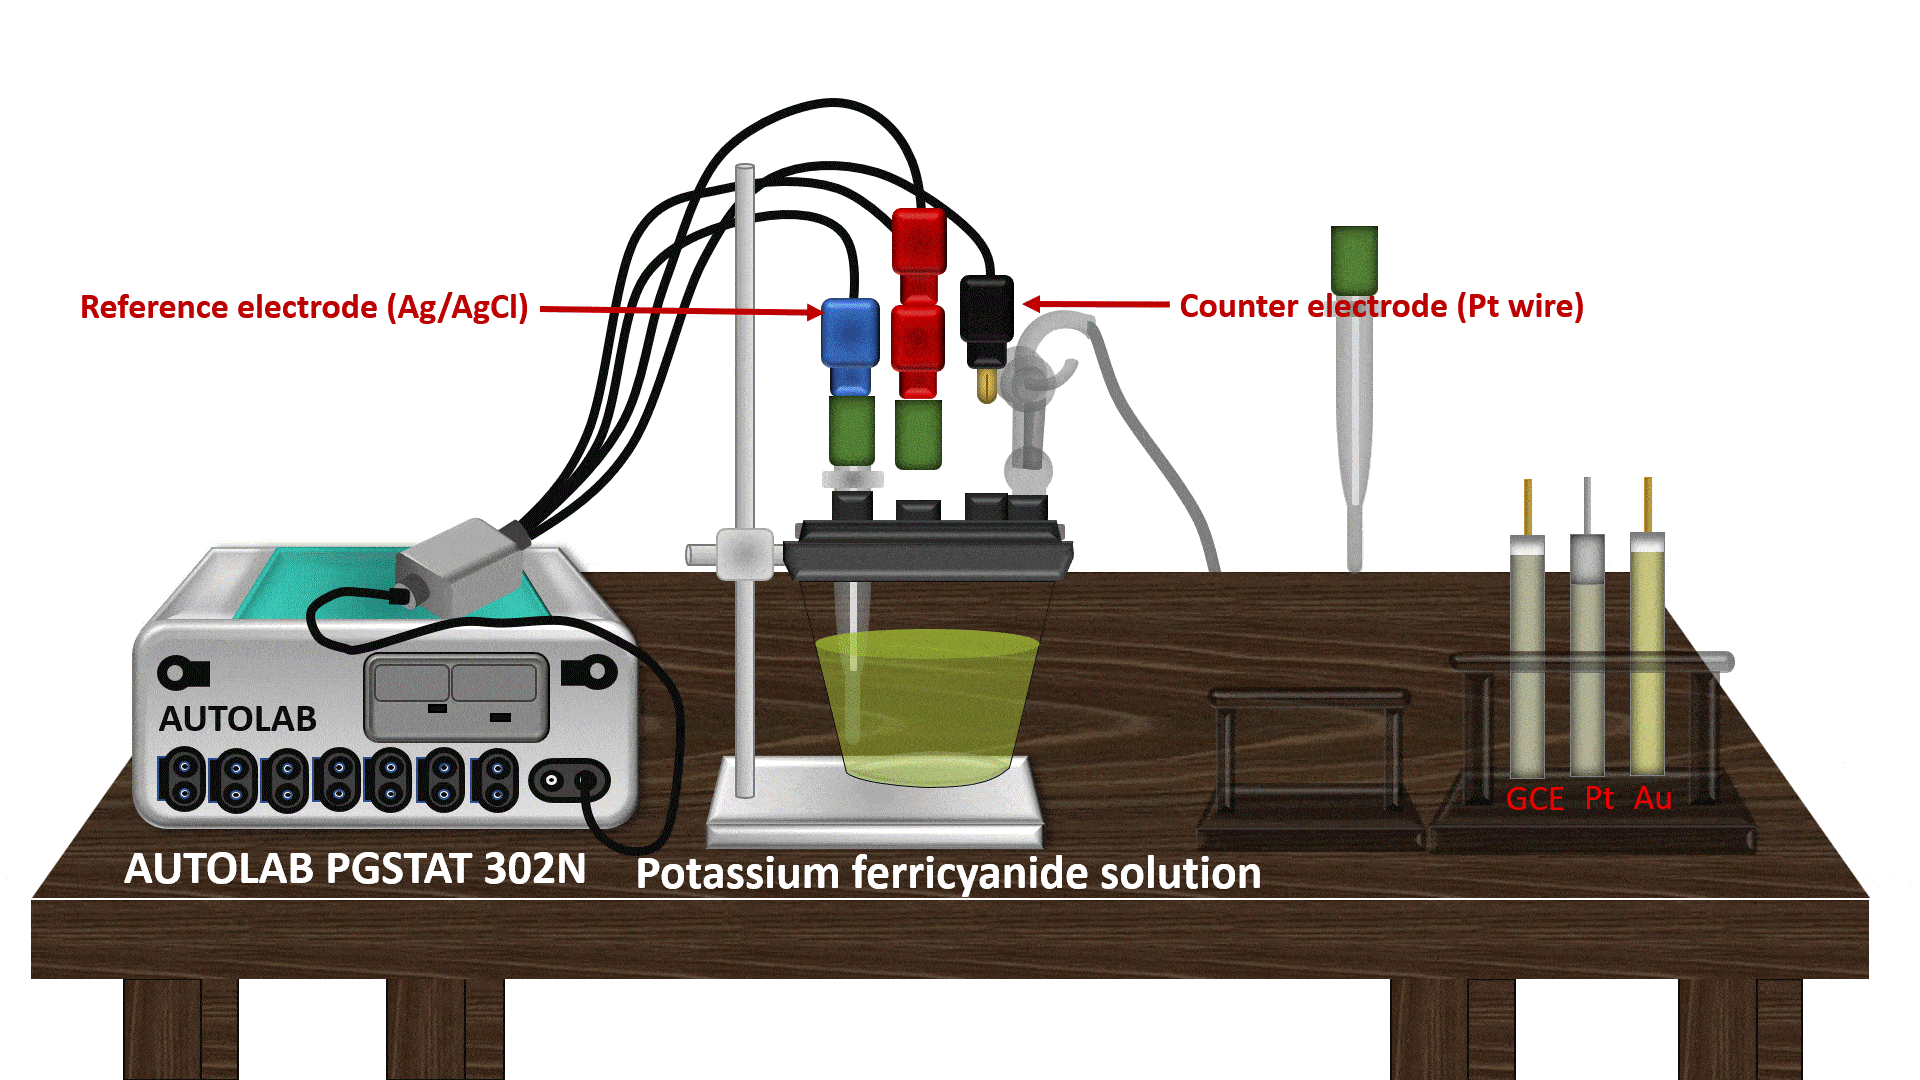 Reference electrode (Ag/AgCl)
Counter electrode (Pt wire)
AUTOLAB
GCE Pt Au
AUTOLAB PGSTAT 302N
Potassium ferricyanide solution